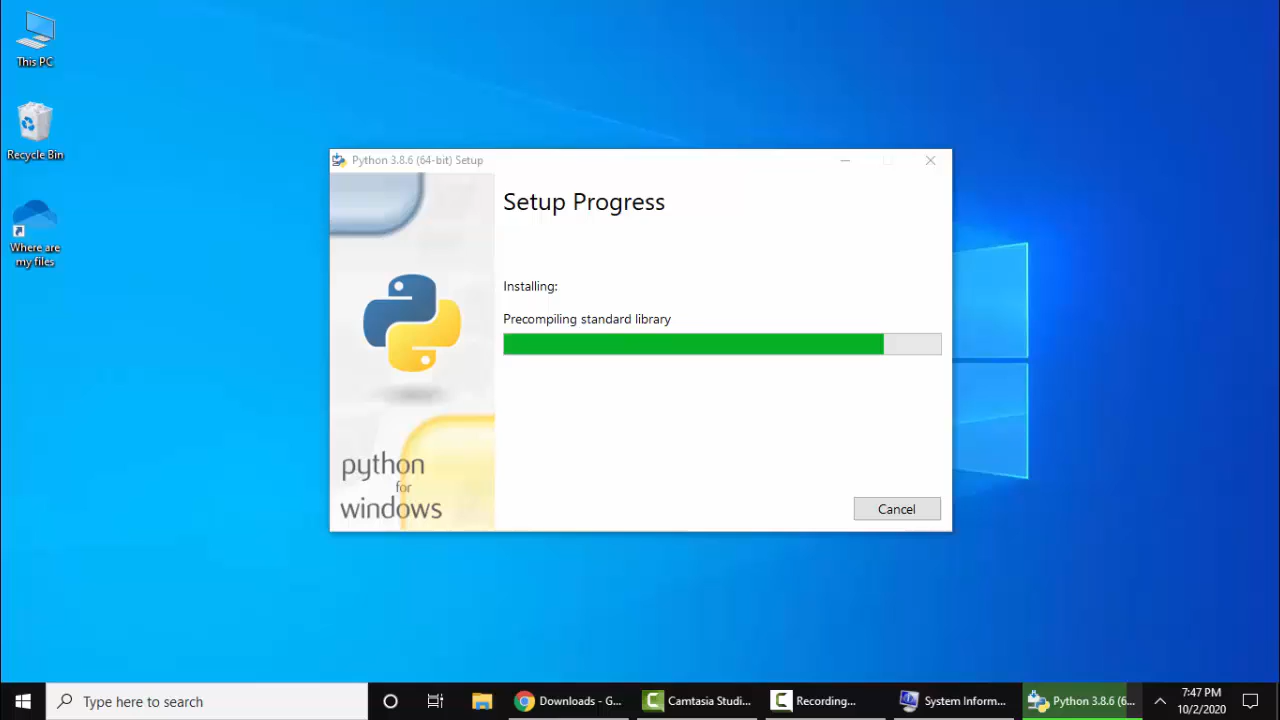 This PC
Recycle Bin
Where are
my files
Python 3.8.6 (64-bit) Setup
Setup Progress
Installing:
Precompiling standard library
python
for
windows
Cancel
Type here to search
Downloads - G...
Camtasia Studi...
Recording...
System Inform...
Python 3.8.6 (6...
7:47 PM
10/2/2020